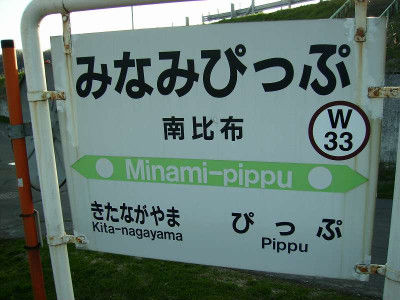 みなみぴっぷ
南比布
W
33
Minami-pippu
きたながやま
Kita-nagayama
ぴっぷ
Pippu